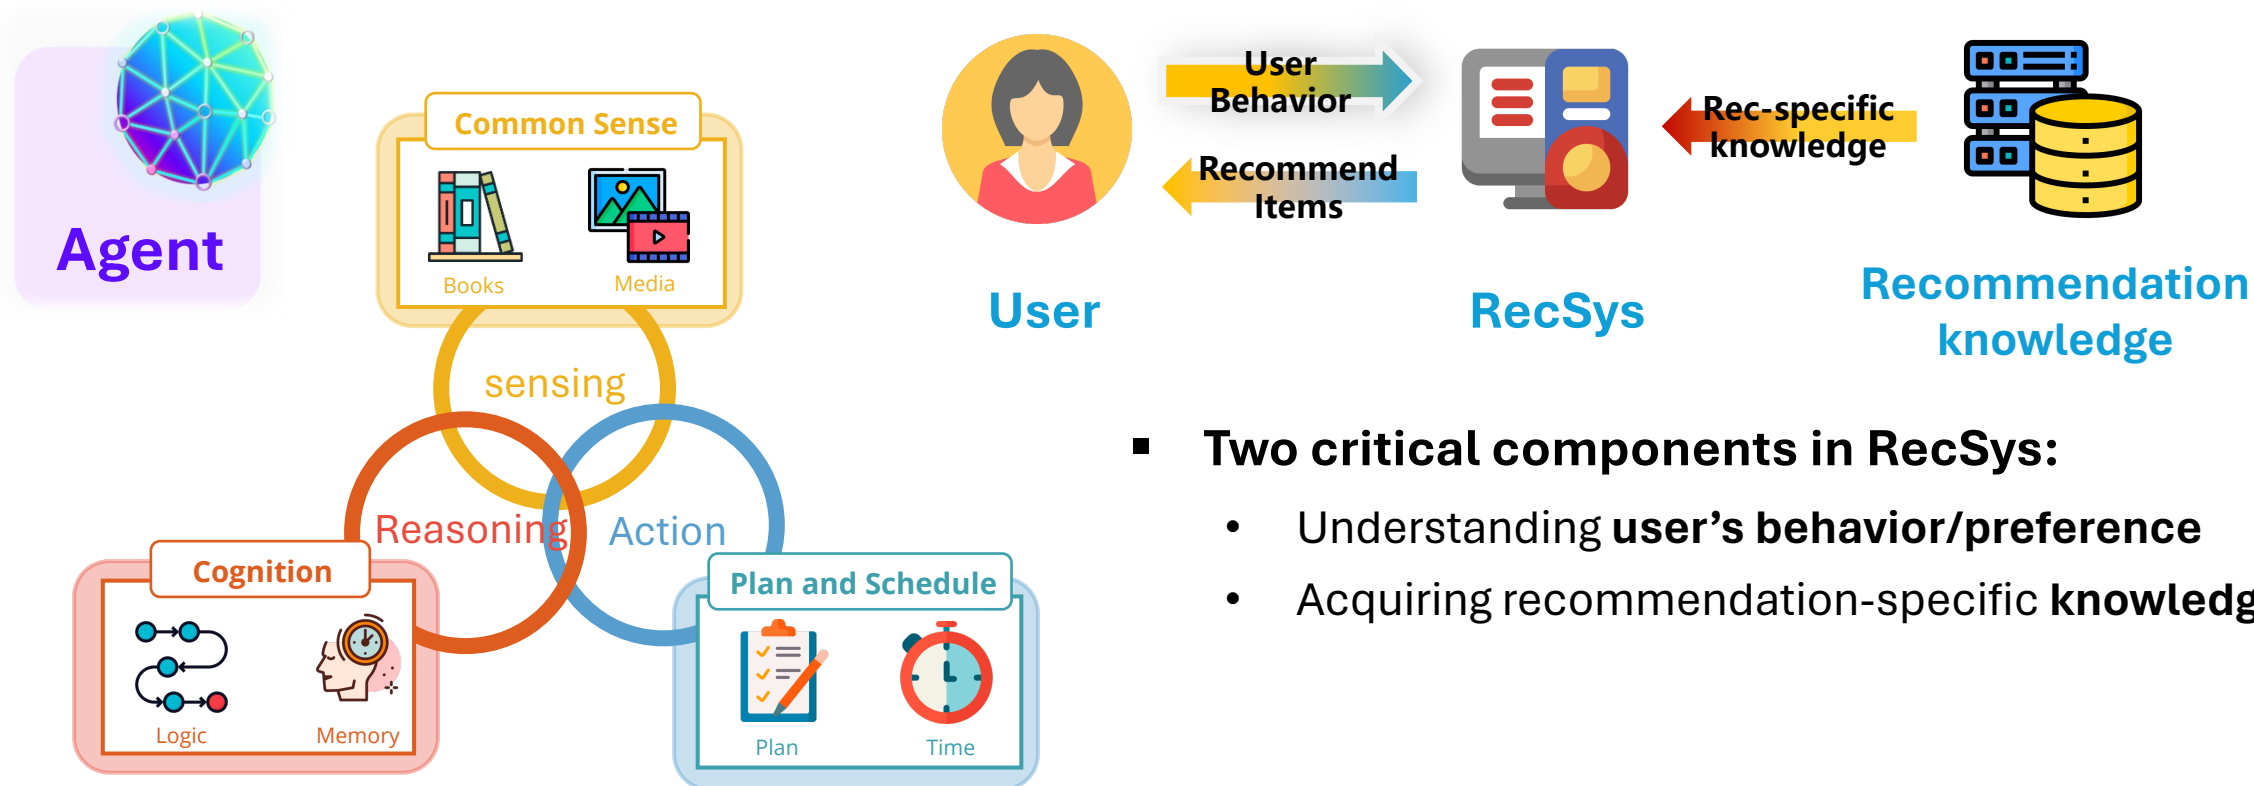 Agent
Common Sense
Books
Media
sensing
Reasoning
Action
Cognition
Logic
Memory
Plan and Schedule
Plan
Time
User
Behavior
Recommend
Items
Rec-specific
knowledge
User
RecSys
Recommendation
knowledge
▪ Two critical components in RecSys:
• Understanding user’s behavior/preference
• Acquiring recommendation-specific knowledg